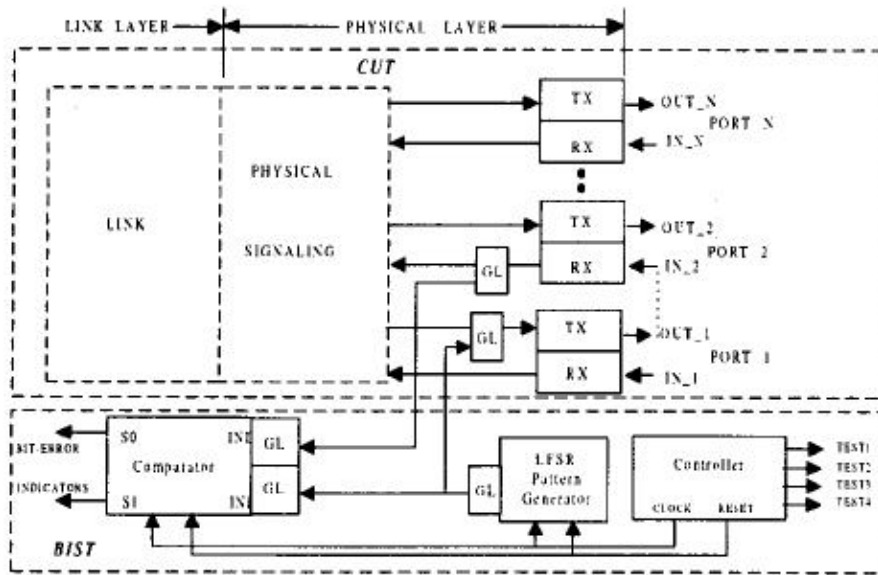 LINK LAYER
PHYSICAL LAYER
CUT
TX
OUT_N
PORT N
RX
IN_N
PHYSICAL
LINK
TX
OUT_2
SIGNALING
PORT 2
GL
RX
IN_2
GL
TX
OUT_1
PORT 1
RX
IN_1
S0
IN
GL
BIT-ERROR
Comparator
INDICATORS
GL
S1
IN
GL
LFSR
Pattern
Generator
Controller
CLOCK
RESET
TEST1
TEST2
TEST3
TEST4
BIST